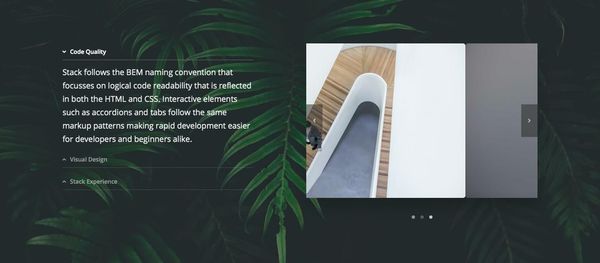 Code Quality
Stack follows the BEM naming convention that
focusses on logical code readability that is reflected
in both the HTML and CSS. Interactive elements
such as accordions and tabs follow the same
markup patterns making rapid development easier
for developers and beginners alike.
Visual Design
Stack Experience